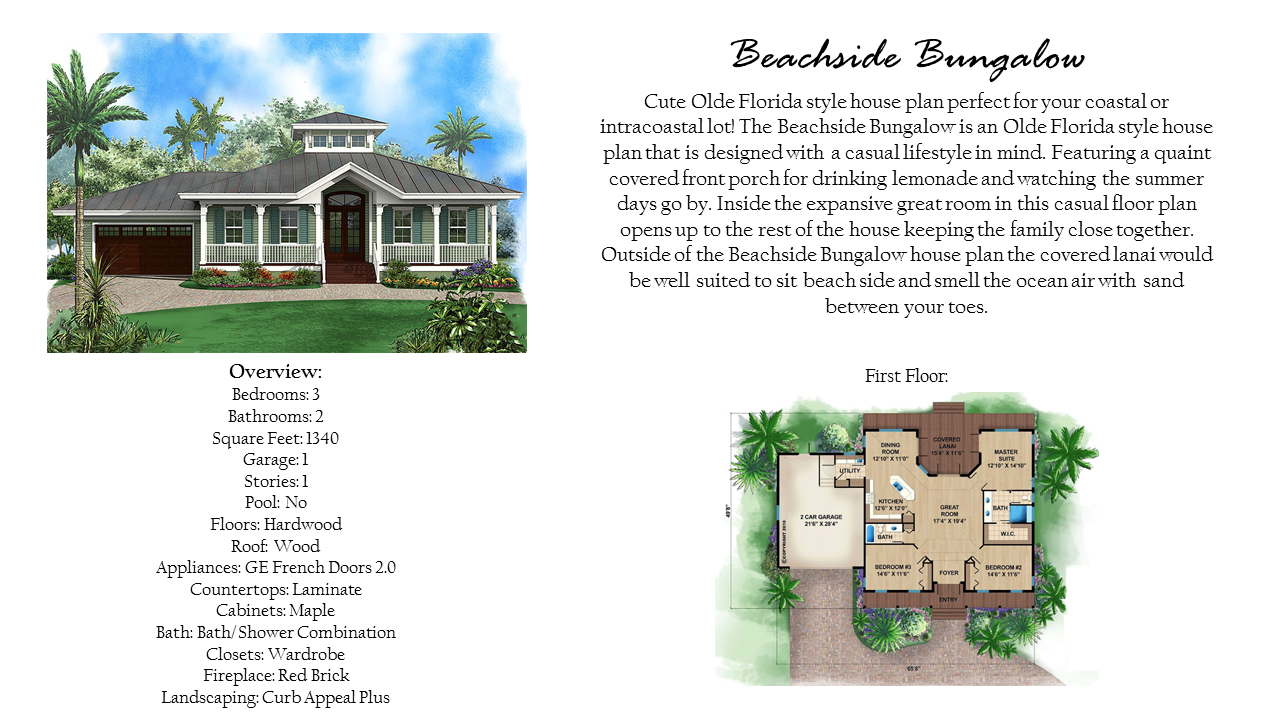 Beachside Bungalow
Cute Olde Florida style house plan perfect for your coastal or
intracoastal lot! The Beachside Bungalow is an Olde Florida style house
plan that is designed with a casual lifestyle in mind. Featuring a quaint
covered front porch for drinking lemonade and watching the summer
days go by. Inside the expansive great room in this casual floor plan
opens up to the rest of the house keeping the family close together.
Outside of the Beachside Bungalow house plan the covered lanai would
be well suited to sit beach side and smell the ocean air with sand
between your toes.
Overview:
Bedrooms: 3
Bathrooms: 2
Square Feet: 1340
Garage: 1
Stories: 1
Pool: No
Floors: Hardwood
Roof: Wood
Appliances: GE French Doors 2.0
Countertops: Laminate
Cabinets: Maple
Bath: Bath/Shower Combination
Closets: Wardrobe
Fireplace: Red Brick
Landscaping: Curb Appeal Plus
First Floor:
DINING
ROOM
12'10" X 11'0"
COVERED
LANAI
15'4" X 11'6"
MASTER
SUITE
12'10" X 14'10"
UTILITY
KITCHEN
12'6" X 12'0"
2 CAR GARAGE
21'6" X 28'4"
GREAT
ROOM
17'4" X 19'4"
BATH
W.I.C.
BATH
BEDROOM #3
14'6" X 11'6"
FOYER
BEDROOM #2
14'6" X 11'6"
ENTRY
©COPYRIGHT 2010
49'8"